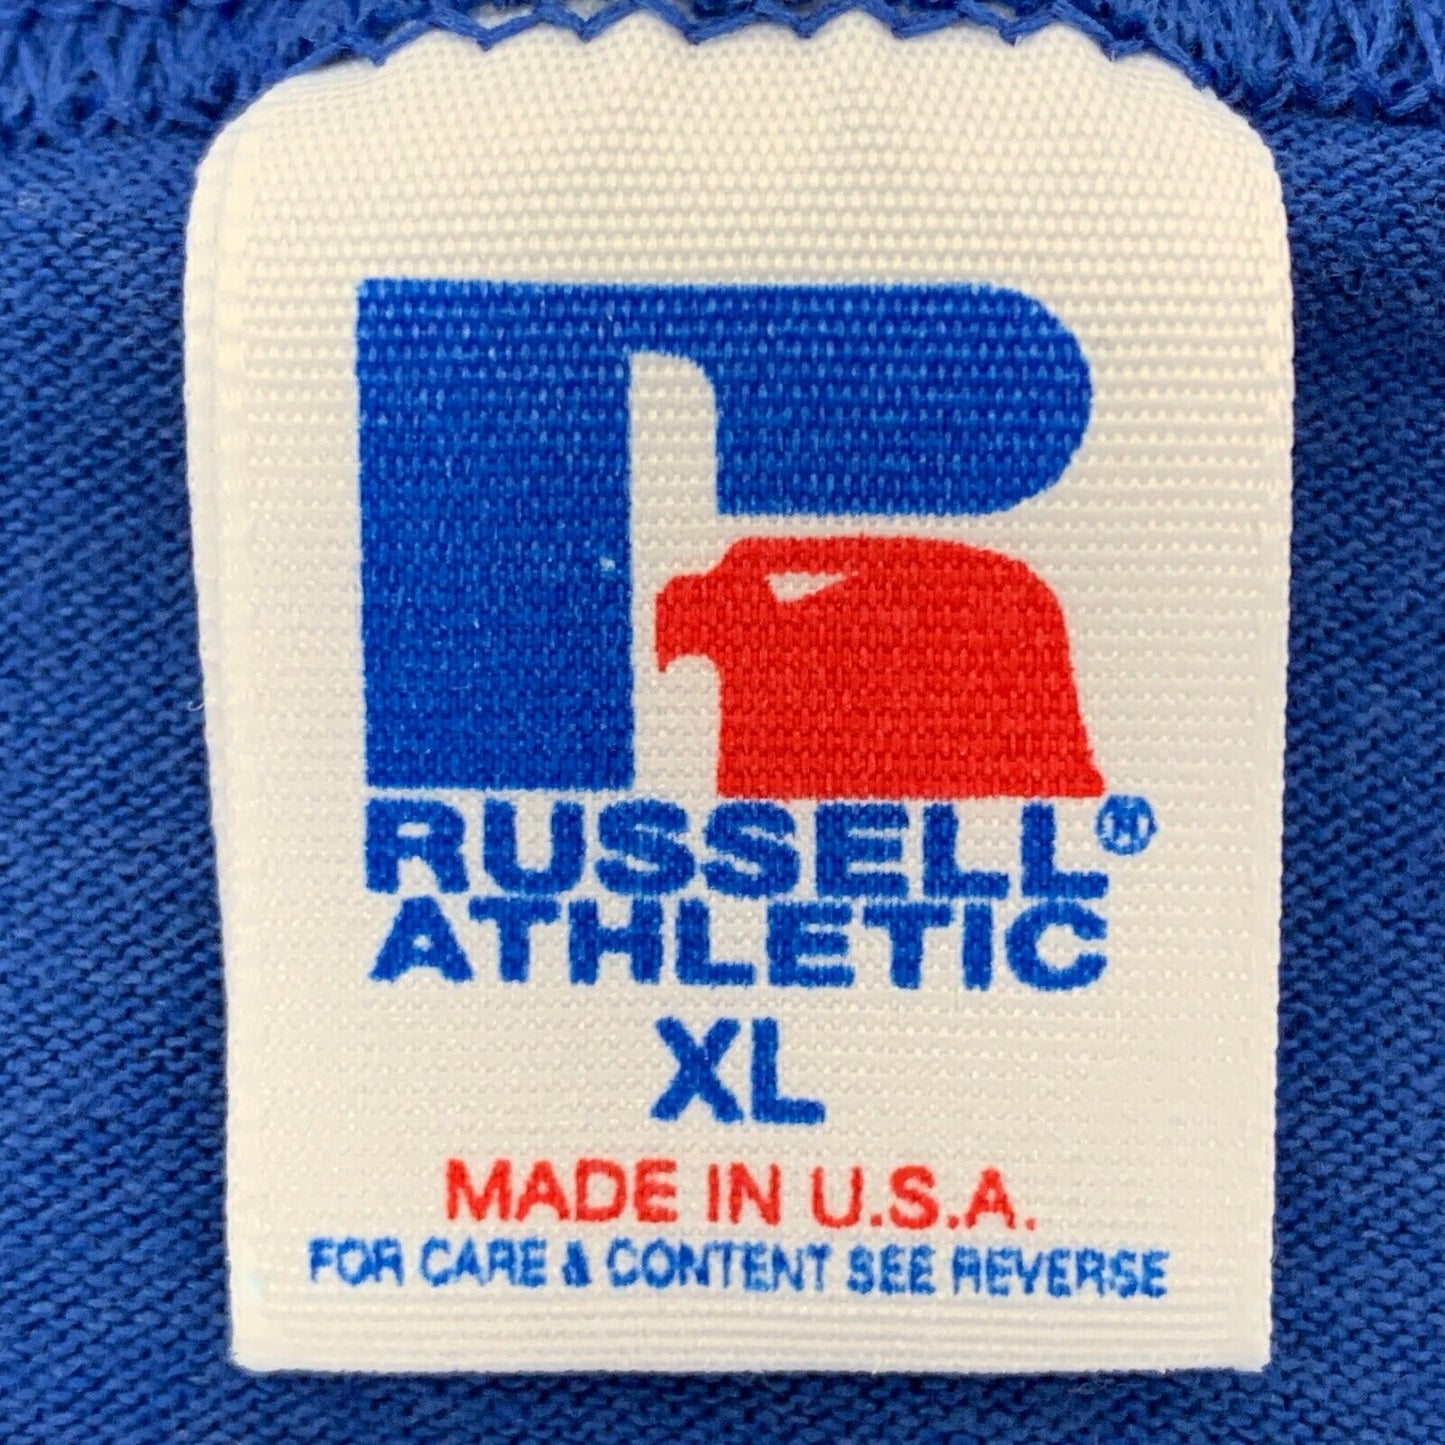 R
RUSSELL®
ATHLETIC
XL
MADE IN U.S.A.
FOR CARE & CONTENT SEE REVERSE